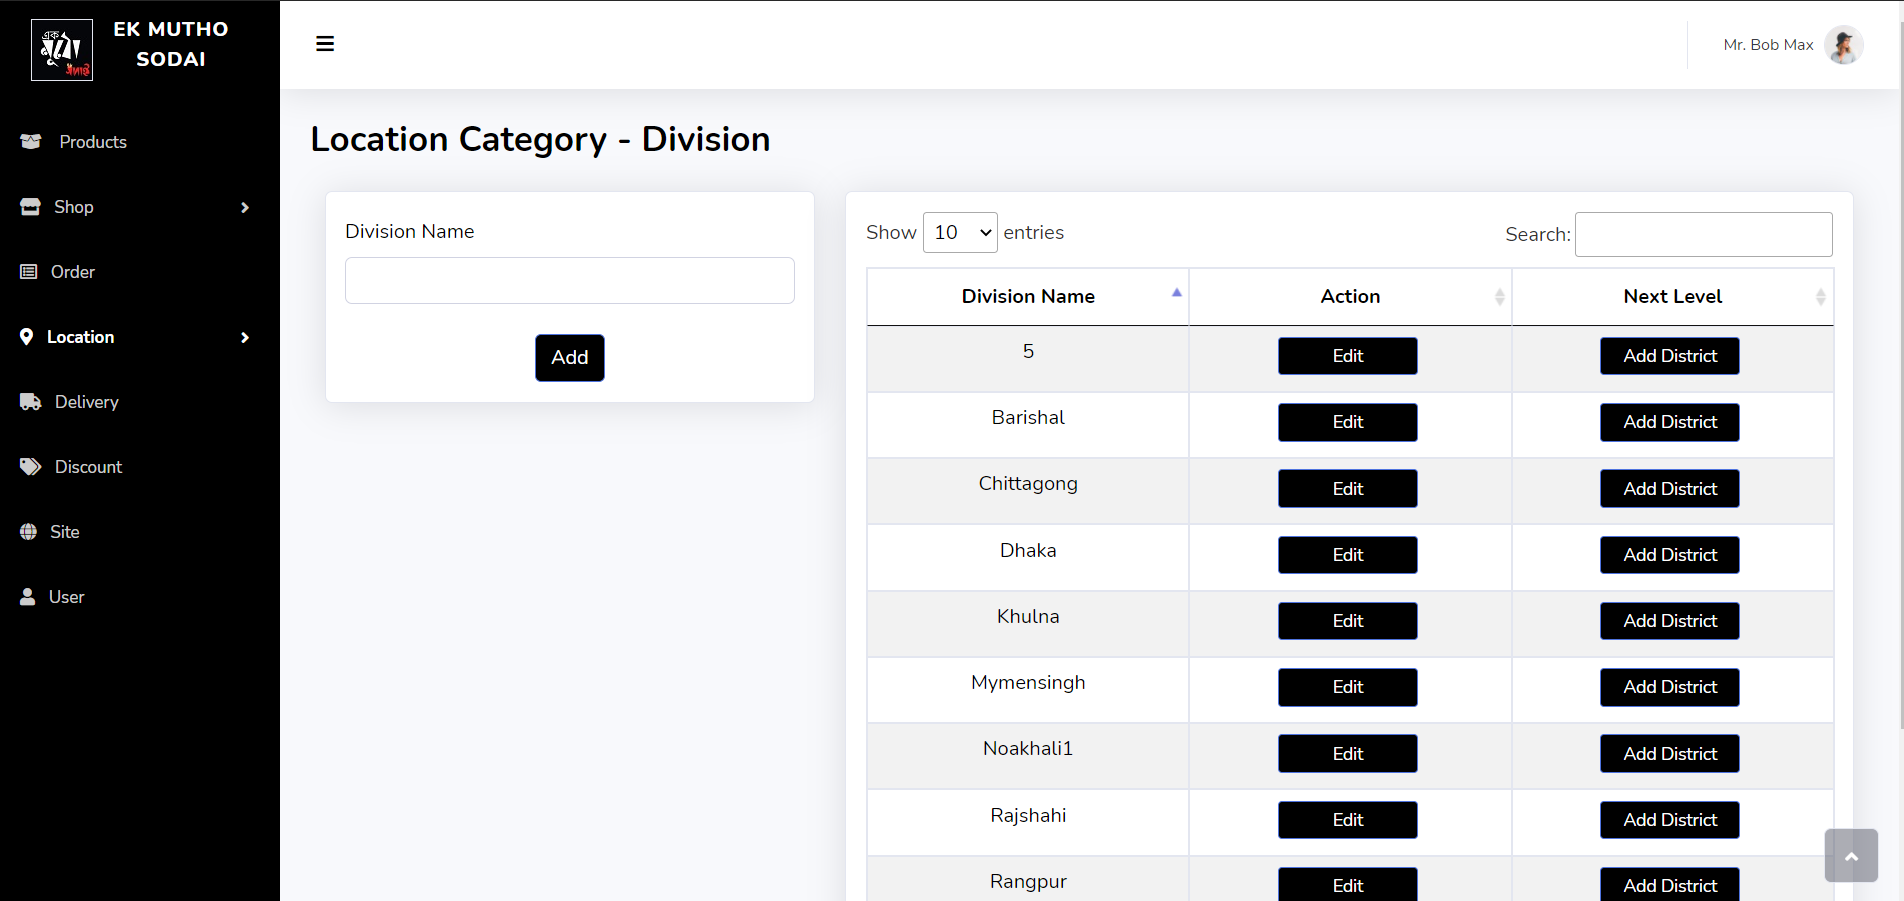 এক
মুঠো
সদাই
EK MUTHO
SODAI
Products
Shop
Order
Location
Delivery
Discount
Site
User
Mr. Bob Max
Location Category - Division
Division Name
Add
Show 10 entries
Search:
Division Name Action Next Level
5 Edit Add District
Barishal Edit Add District
Chittagong Edit Add District
Dhaka Edit Add District
Khulna Edit Add District
Mymensingh Edit Add District
Noakhali1 Edit Add District
Rajshahi Edit Add District
Rangpur Edit Add District